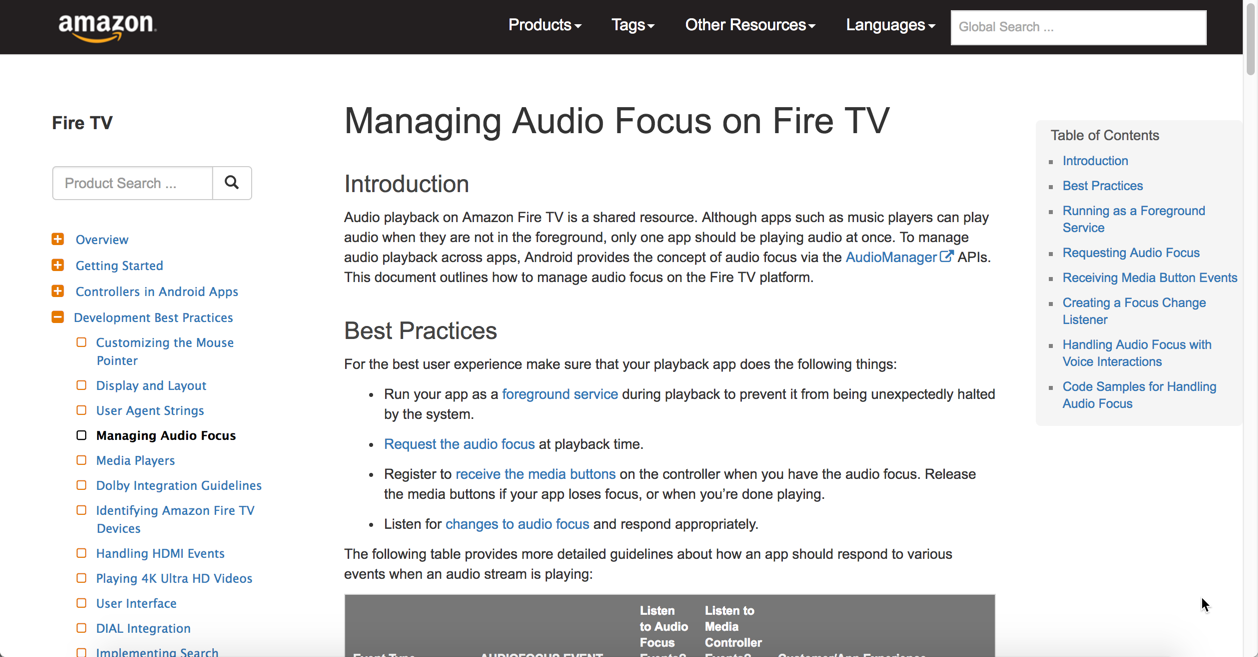 amazon
Products
Tags
Other Resources
Languages
Global Search ...
Fire TV
Product Search ...
Overview
Getting Started
Controllers in Android Apps
Development Best Practices
Customizing the Mouse
Pointer
Display and Layout
User Agent Strings
Managing Audio Focus
Media Players
Dolby Integration Guidelines
Identifying Amazon Fire TV
Devices
Handling HDMI Events
Playing 4K Ultra HD Videos
User Interface
DIAL Integration
Implementing Search
Managing Audio Focus on Fire TV
Introduction
Audio playback on Amazon Fire TV is a shared resource. Although apps such as music players can play
audio when they are not in the foreground, only one app should be playing audio at once. To manage
audio playback across apps, Android provides the concept of audio focus via the AudioManager APIs.
This document outlines how to manage audio focus on the Fire TV platform.
Best Practices
For the best user experience make sure that your playback app does the following things:
• Run your app as a foreground service during playback to prevent it from being unexpectedly halted
by the system.
• Request the audio focus at playback time.
• Register to receive the media buttons on the controller when you have the audio focus. Release
the media buttons if your app loses focus, or when you're done playing.
• Listen for changes to audio focus and respond appropriately.
The following table provides more detailed guidelines about how an app should respond to various
events when an audio stream is playing:
Event Type
AUDIOFOCUS EVENT
Listen
to Audio
Focus
Events?
Listen to
Media
Controller
Events?
Customer/App Experience
Table of Contents
Introduction
Best Practices
Running as a Foreground
Service
Requesting Audio Focus
Receiving Media Button Events
Creating a Focus Change
Listener
Handling Audio Focus with
Voice Interactions
Code Samples for Handling
Audio Focus